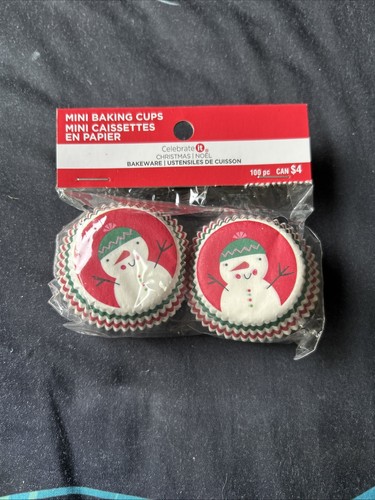 MINI BAKING CUPS
MINI CAISSETTES
EN PAPIER
Celebrate It
CHRISTMAS | NOËL
BAKEWARE | USTENSILES DE CUISSON
100 pc CAN $4